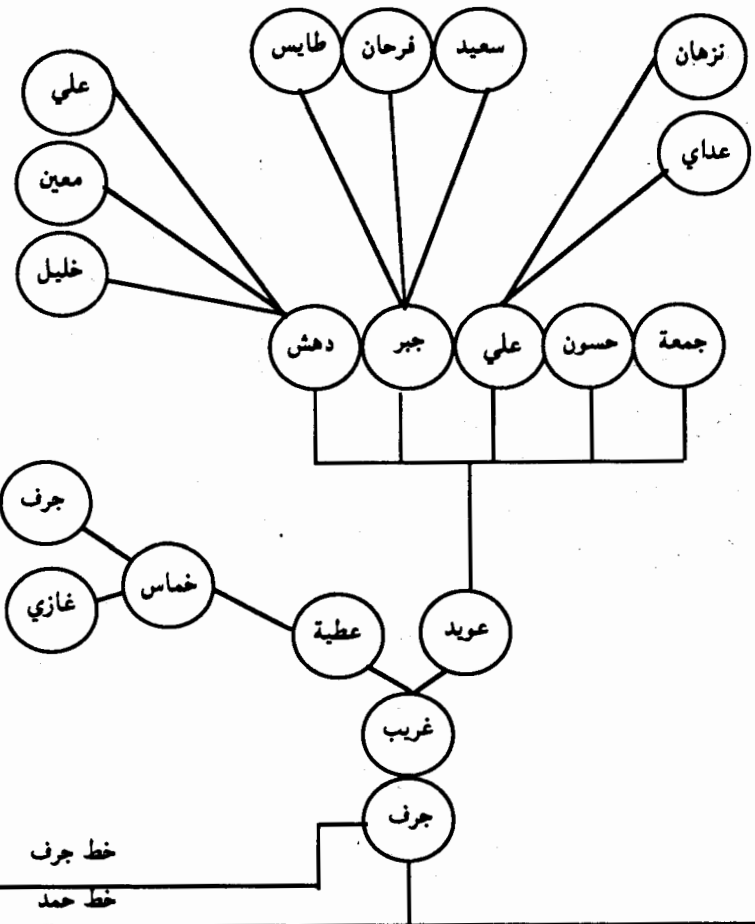 نزهان
سعيد
فرحان
طايس
علي
عداي
معين
خليل
جمعة
حسون
علي
جبر
دهش
جرف
خماس
غازي
عويد
عطية
غريب
جرف
خط جرف
خط حمد